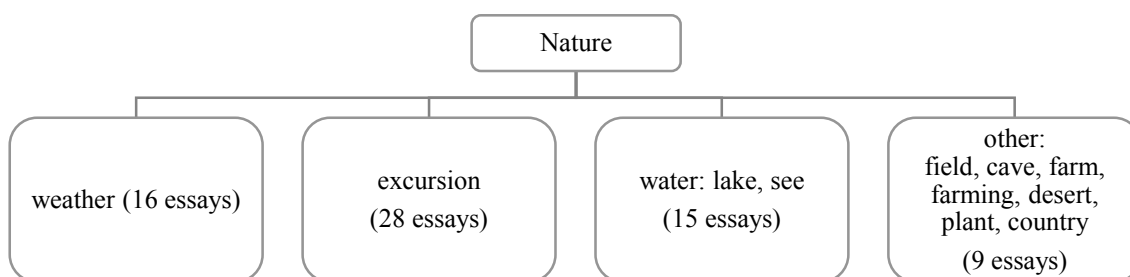 Nature
weather (16 essays)
excursion
(28 essays)
water: lake, see
(15 essays)
other:
field, cave, farm,
farming, desert,
plant, country
(9 essays)